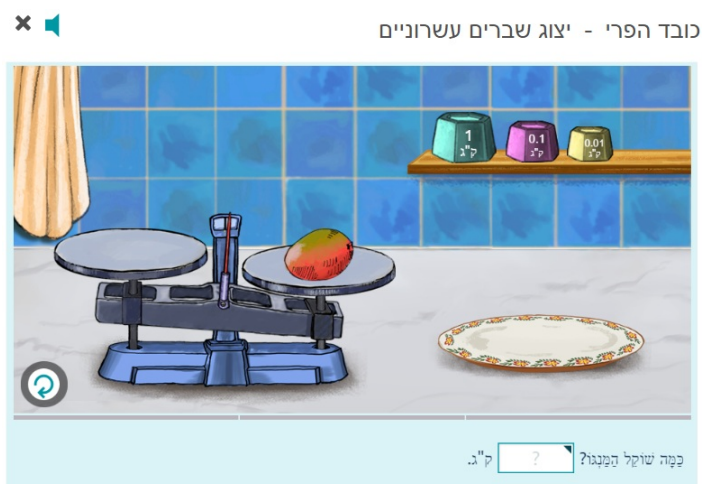 כובד הפרי - יצוג שברים עשרוניים
1
ק"ג
0.1
ק"ג
0.01
ק"ג
כַּמָּה שׁוֹקֵל הַמַּנְגּוֹ? ? ק"ג.